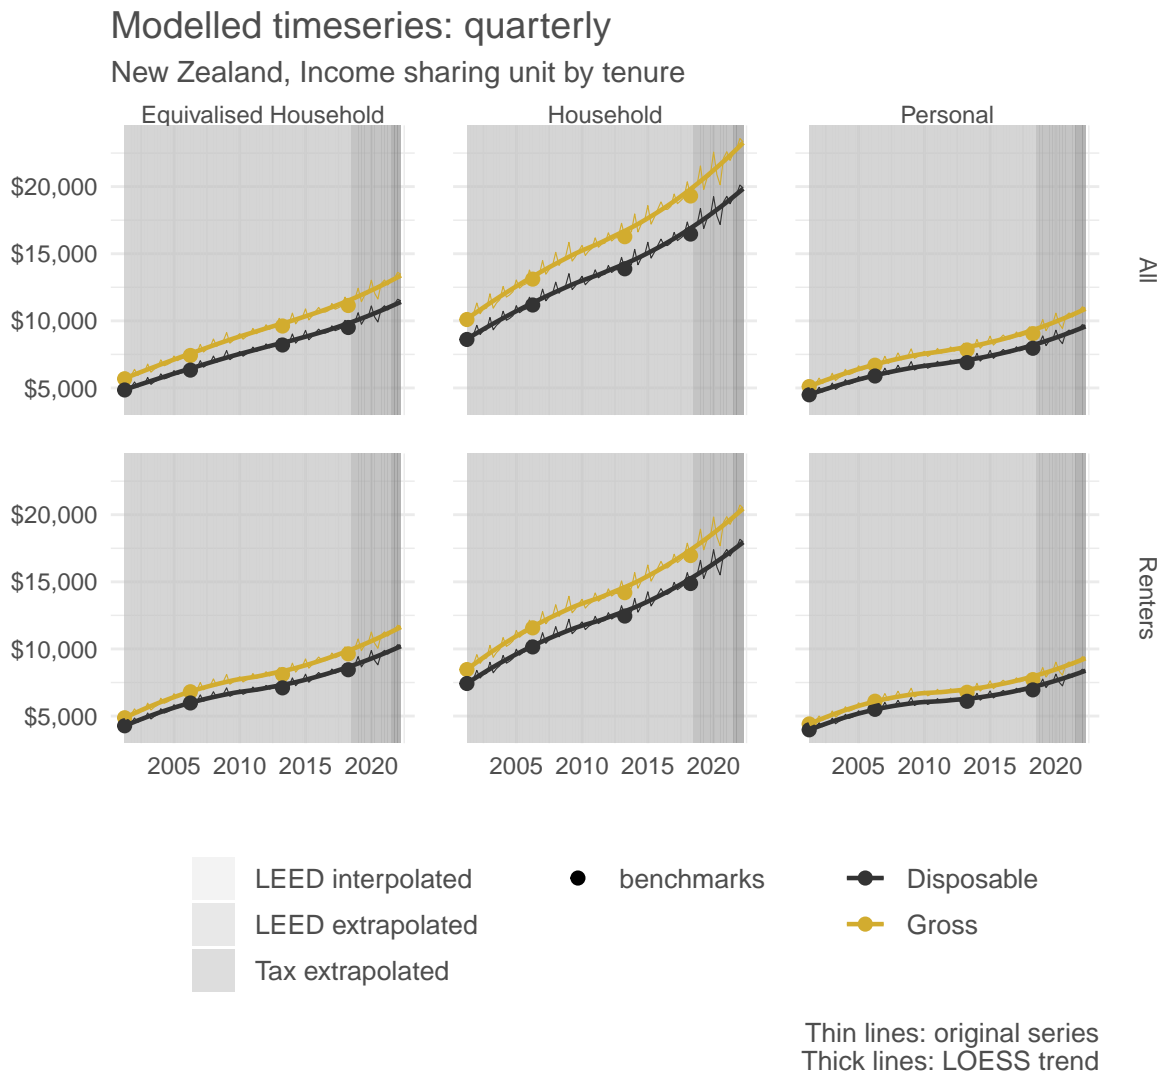 Modelled timeseries: quarterly
New Zealand, Income sharing unit by tenure
Equivalised Household Household Personal
$20,000
$15,000
$10,000
$5,000
All
$20,000
$15,000
$10,000
$5,000
Renters
2005 2010 2015 2020 2005 2010 2015 2020 2005 2010 2015 2020
LEED interpolated benchmarks Disposable
LEED extrapolated Gross
Tax extrapolated
Thin lines: original series
Thick lines: LOESS trend